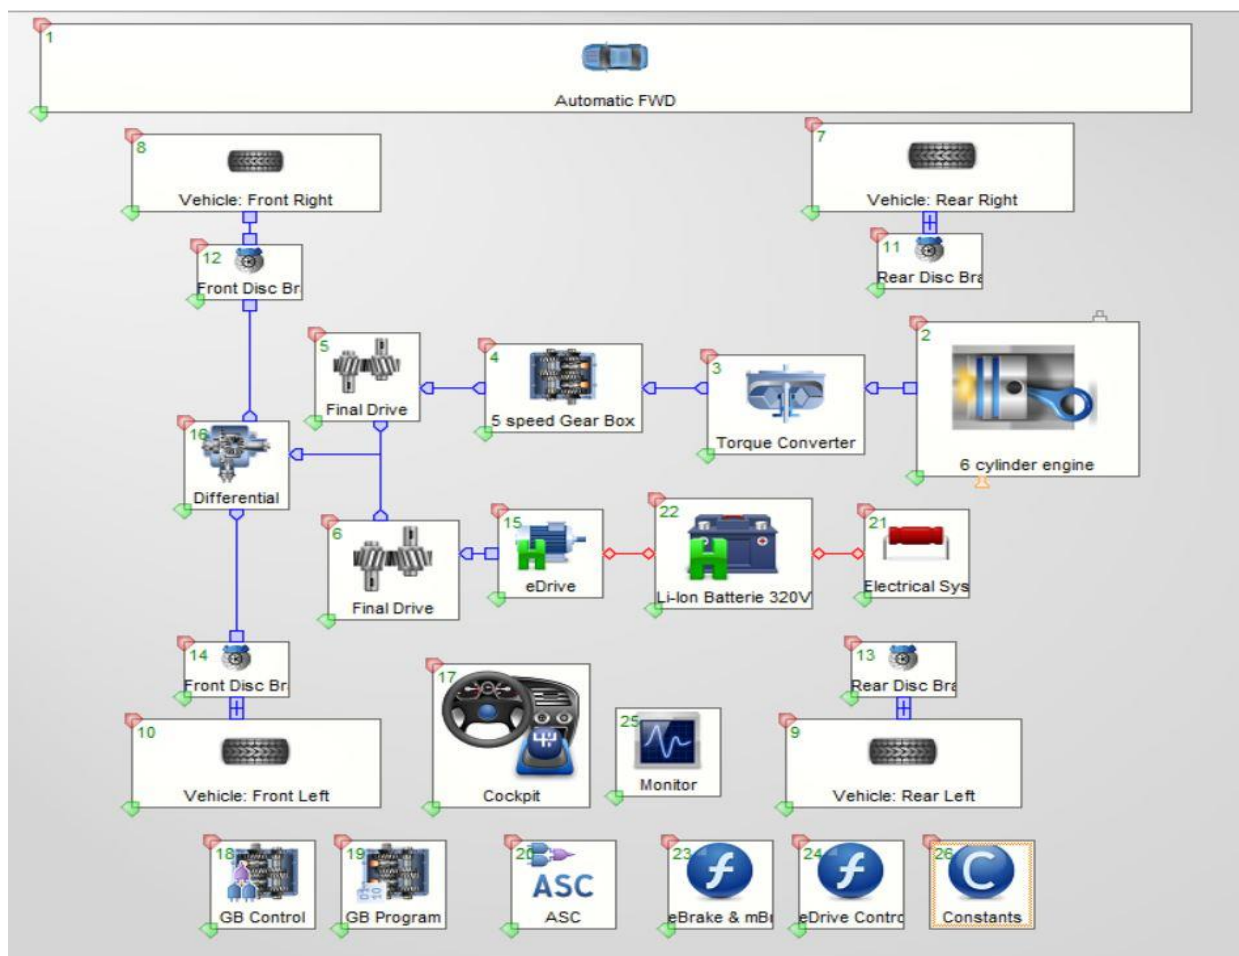 1
Automatic FWD
8
Vehicle: Front Right
7
Vehicle: Rear Right
12
Front Disc Br
11
Rear Disc Bra
5
Final Drive
4
5 speed Gear Box
3
Torque Converter
2
6 cylinder engine
16
Differential
6
Final Drive
15
H
eDrive
22
H
Li-Ion Batterie 320V
21
Electrical Sys
14
Front Disc Br
17
Cockpit
25
Monitor
13
Rear Disc Bra
10
Vehicle: Front Left
9
Vehicle: Rear Left
18
GB Control
19
GB Program
20
ASC
ASC
23
f
eBrake & mBr
24
f
eDrive Contro
26
C
Constants